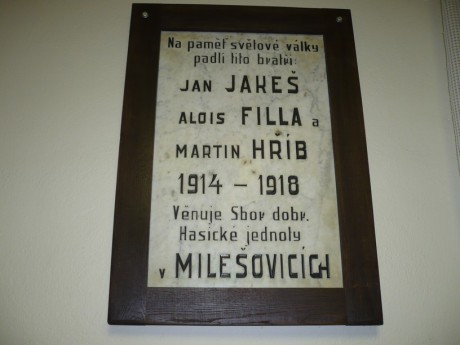 Na paměť světové války
padli tito bratři:
JAN JAKEŠ
ALOIS FILLA a
MARTIN HŘÍB
1914 – 1918
Věnuje Sbor dobr.
Hasické jednoty
v MILEŠOVICÍCH